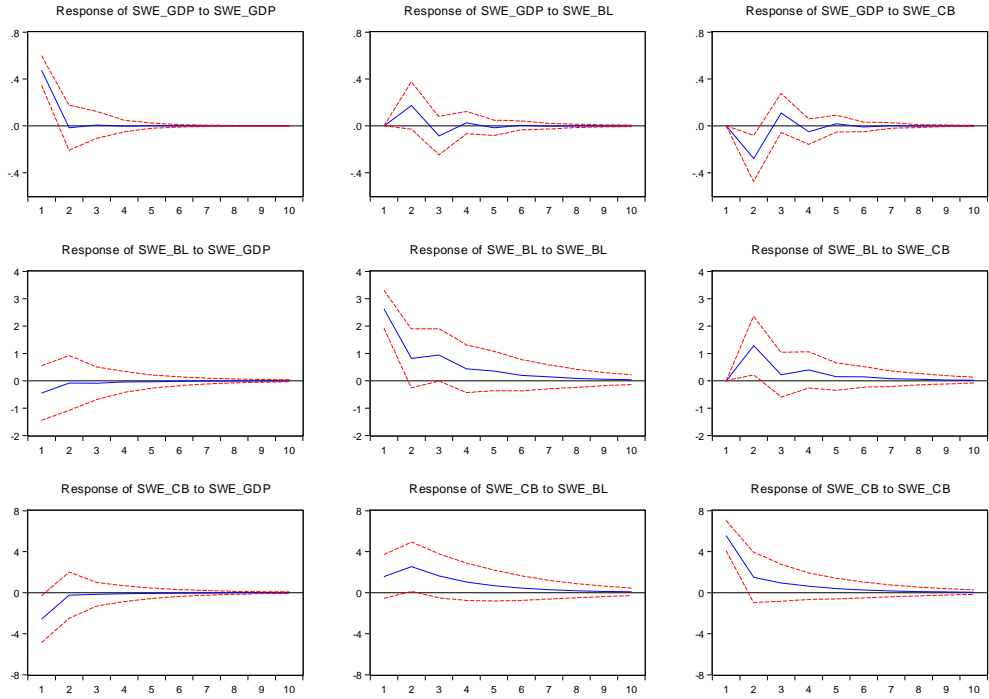 Response of SWE_GDP to SWE_GDP
.8
.4
.0
-.4
1 2 3 4 5 6 7 8 9 10
Response of SWE_GDP to SWE_BL
.8
.4
.0
-.4
1 2 3 4 5 6 7 8 9 10
Response of SWE_GDP to SWE_CB
.8
.4
.0
-.4
1 2 3 4 5 6 7 8 9 10
Response of SWE_BL to SWE_GDP
4
3
2
1
0
-1
-2
1 2 3 4 5 6 7 8 9 10
Response of SWE_BL to SWE_BL
4
3
2
1
0
-1
-2
1 2 3 4 5 6 7 8 9 10
Response of SWE_BL to SWE_CB
4
3
2
1
0
-1
-2
1 2 3 4 5 6 7 8 9 10
Response of SWE_CB to SWE_GDP
8
4
0
-4
-8
1 2 3 4 5 6 7 8 9 10
Response of SWE_CB to SWE_BL
8
4
0
-4
-8
1 2 3 4 5 6 7 8 9 10
Response of SWE_CB to SWE_CB
8
4
0
-4
-8
1 2 3 4 5 6 7 8 9 10